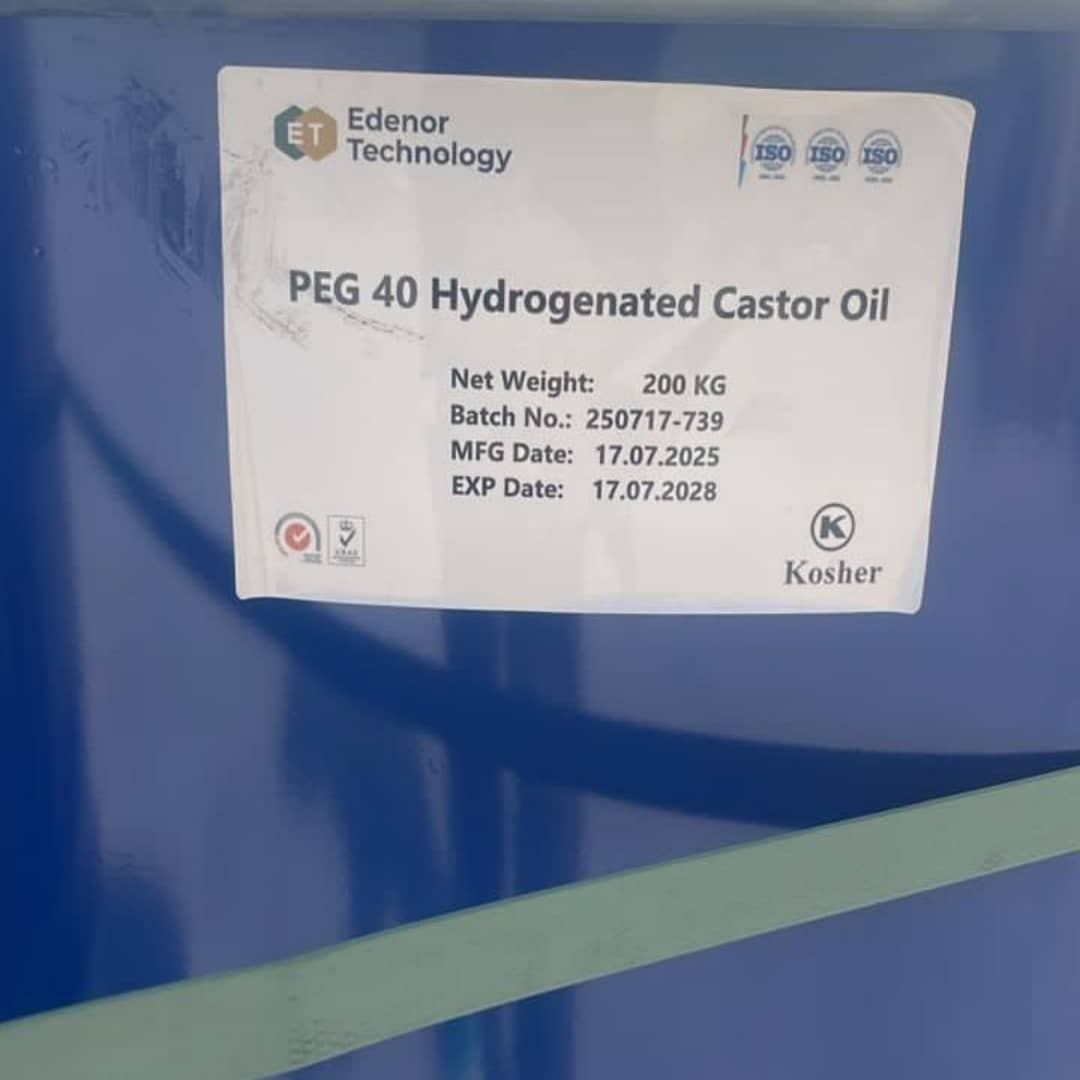 ET
Edenor
Technology
ISO ISO ISO
PEG 40 Hydrogenated Castor Oil
Net Weight: 200 KG
Batch No.: 250717-739
MFG Date: 17.07.2025
EXP Date: 17.07.2028
K
Kosher